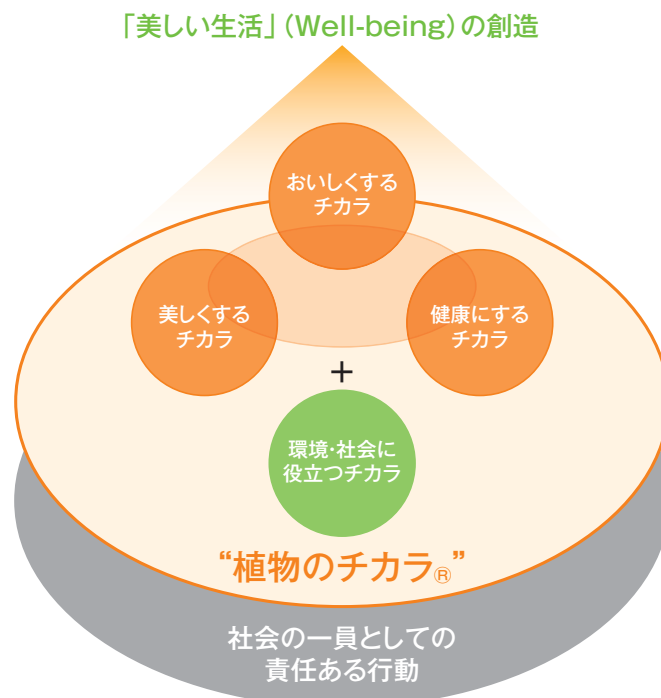 「美しい生活」(Well-being)の創造
おいしくする
チカラ
美しくする
チカラ
健康にする
チカラ
+
環境・社会に
役立つチカラ
“植物のチカラ®”
社会の一員としての
責任ある行動